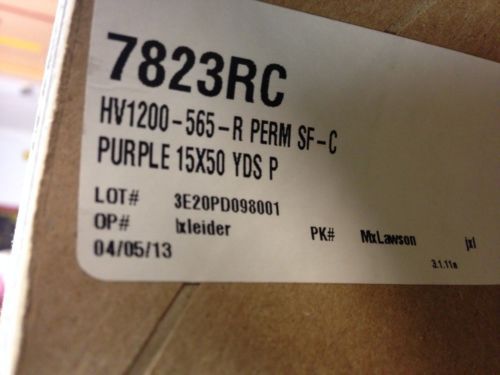 7823RC
HV1200-565-R PERM SF-C
PURPLE 15X50 YDS P
LOT# 3E20PD098001
OP# lxleider PK# MxLawson jxl
04/05/13 3.1.11a